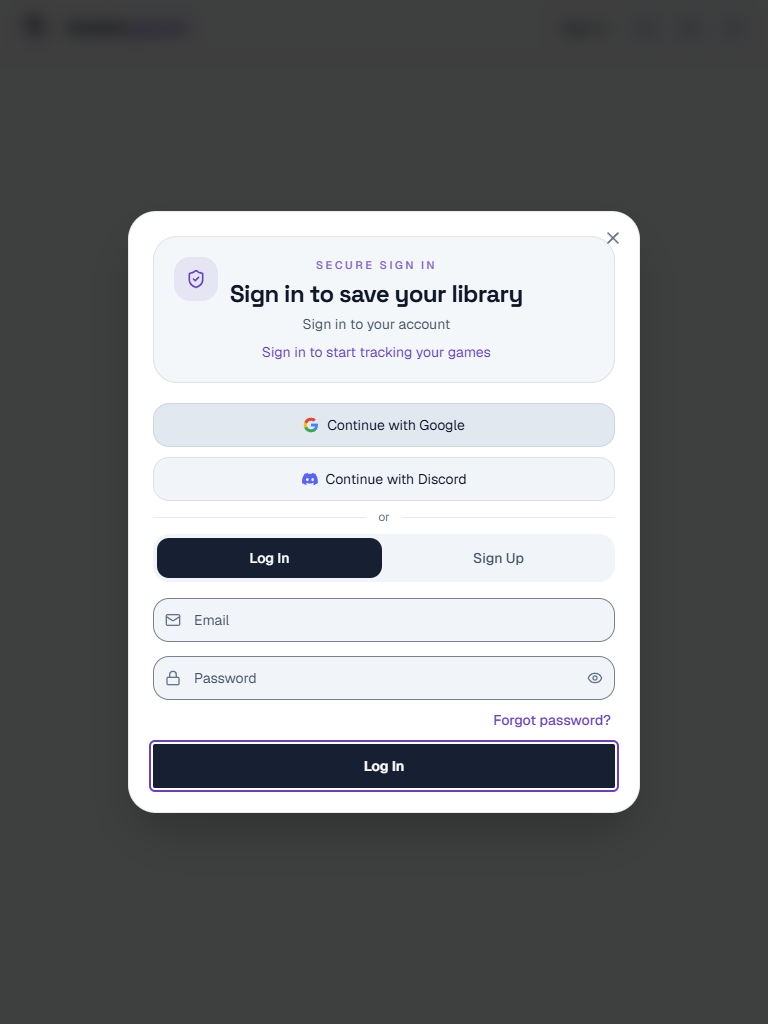 SECURE SIGN IN
Sign in to save your library
Sign in to your account
Sign in to start tracking your games
Continue with Google
Continue with Discord
or
Log In
Sign Up
Email
Password
Forgot password?
Log In